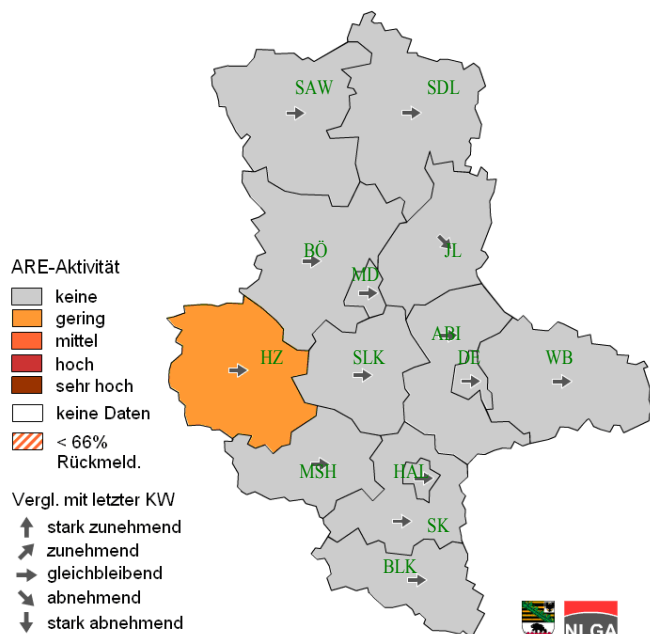 SAW
SDL
BÖ
JL
MD
ARE-Aktivität
keine
gering
mittel
hoch
sehr hoch
keine Daten
< 66%
Rückmeld.
HZ
SLK
ABI
DE
WB
MSH
HAL
SK
BLK
Vergl. mit letzter KW
stark zunehmend
zunehmend
gleichbleibend
abnehmend
stark abnehmend
NLGA